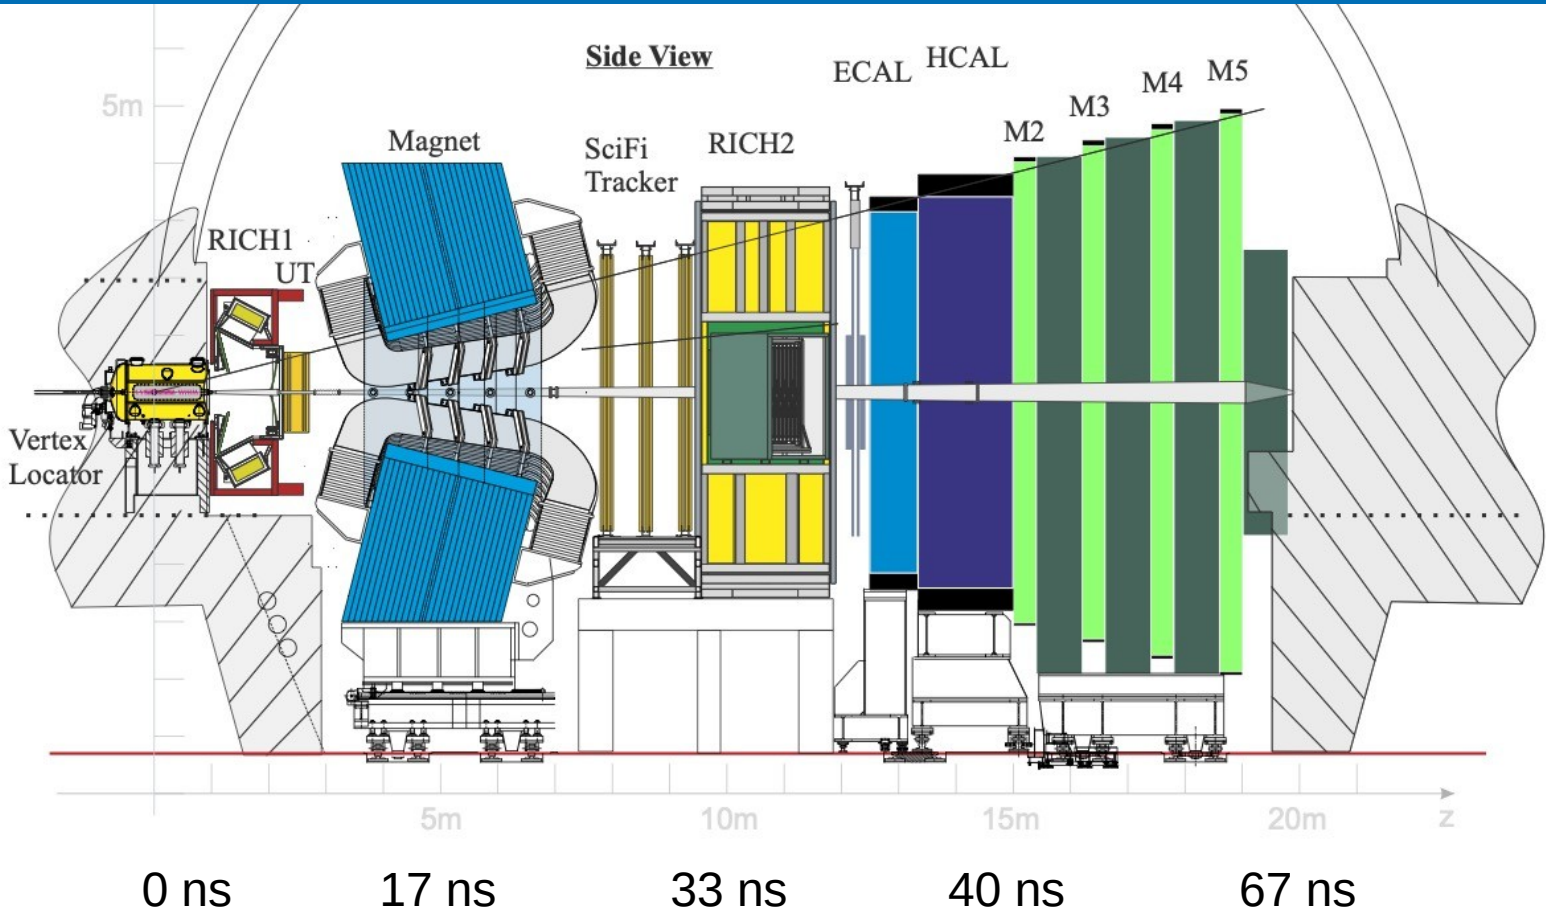 Side View
ECAL
HCAL
M5
M4
M3
M2
5m
Magnet
SciFi
Tracker
RICH2
RICH1
UT
Vertex
Locator
5m
10m
15m
20m
z
0 ns
17 ns
33 ns
40 ns
67 ns